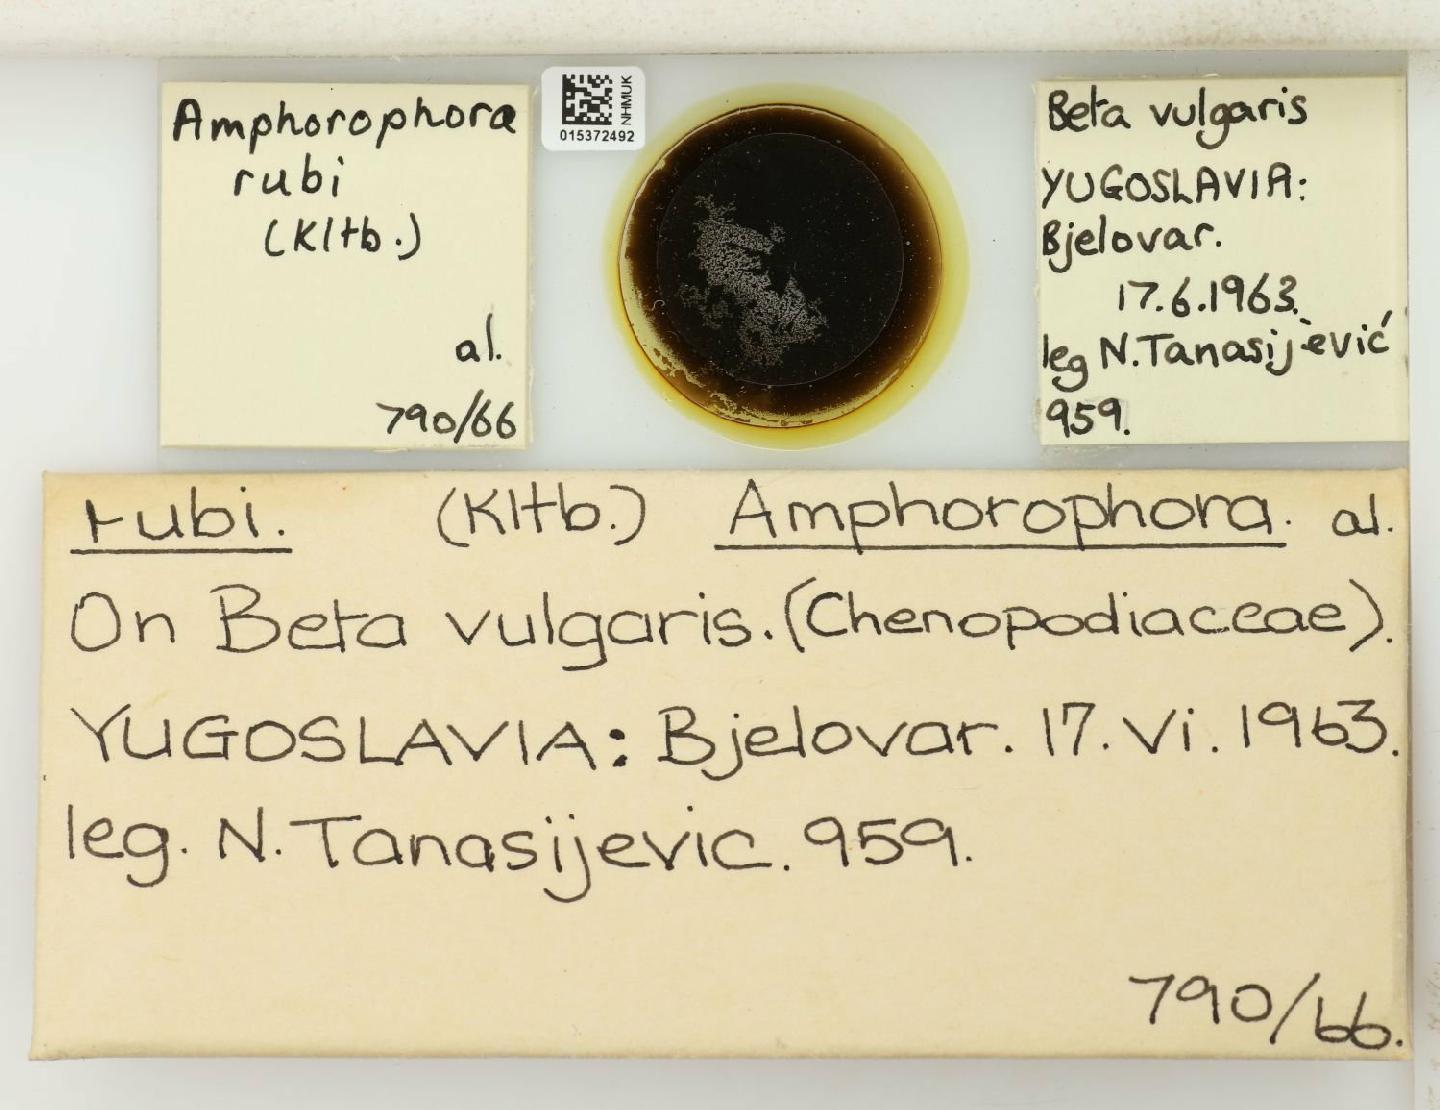 Amphorophora
rubi
(Kltb.)
al.
790/66
NHMUK
015372492
Beta vulgaris
YUGOSLAVIA:
Bjelovar.
17.6.1963.
leg N.Tanasijević
959.
rubi. (Kltb.) Amphorophora. al.
On Beta vulgaris. (Chenopodiaceae).
YUGOSLAVIA: Bjelovar. 17. Vi. 1963.
leg. N. Tanasijevic. 959.
790/66.